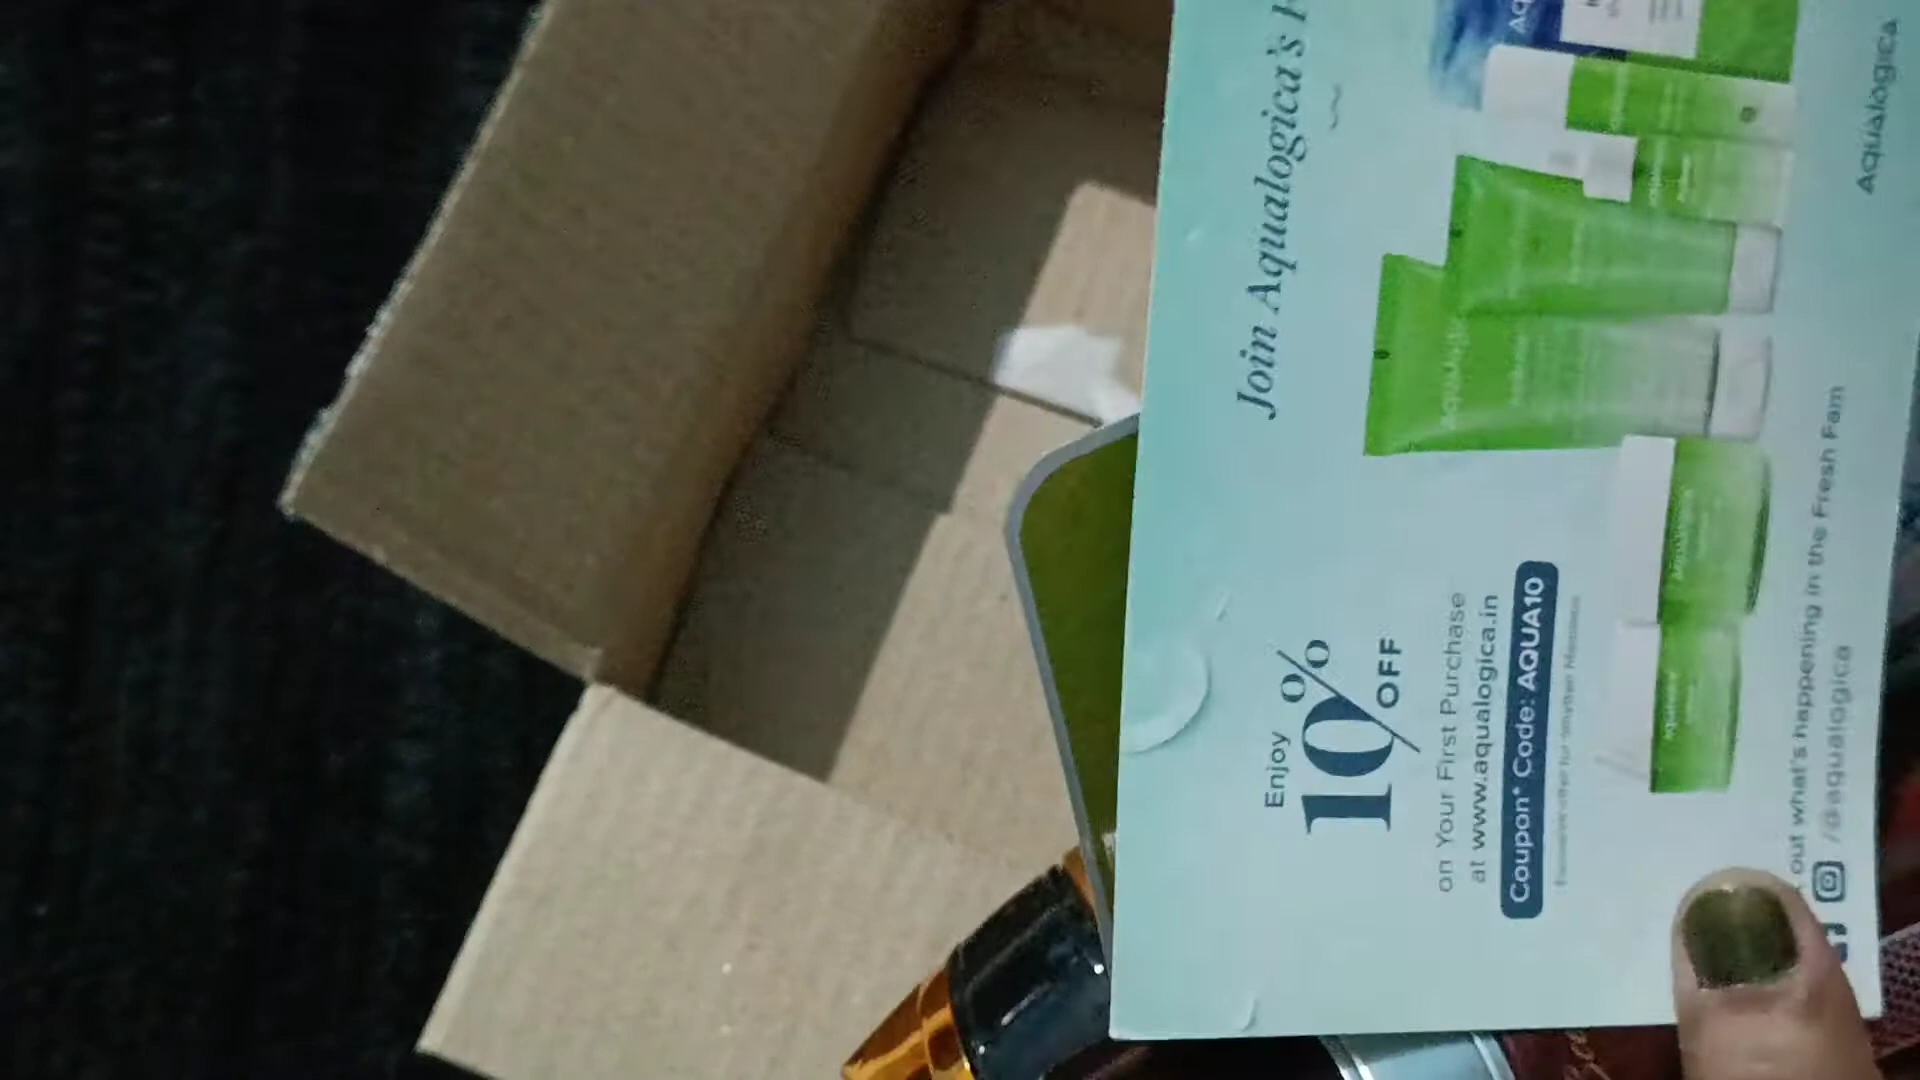 Join Aqualogica's
Enjoy
10%
OFF
on Your First Purchase
at www.aqualogica.in
Coupon* Code: AQUA10
out what's happening in the Fresh Fam
/@aqualogica
Aqualogica